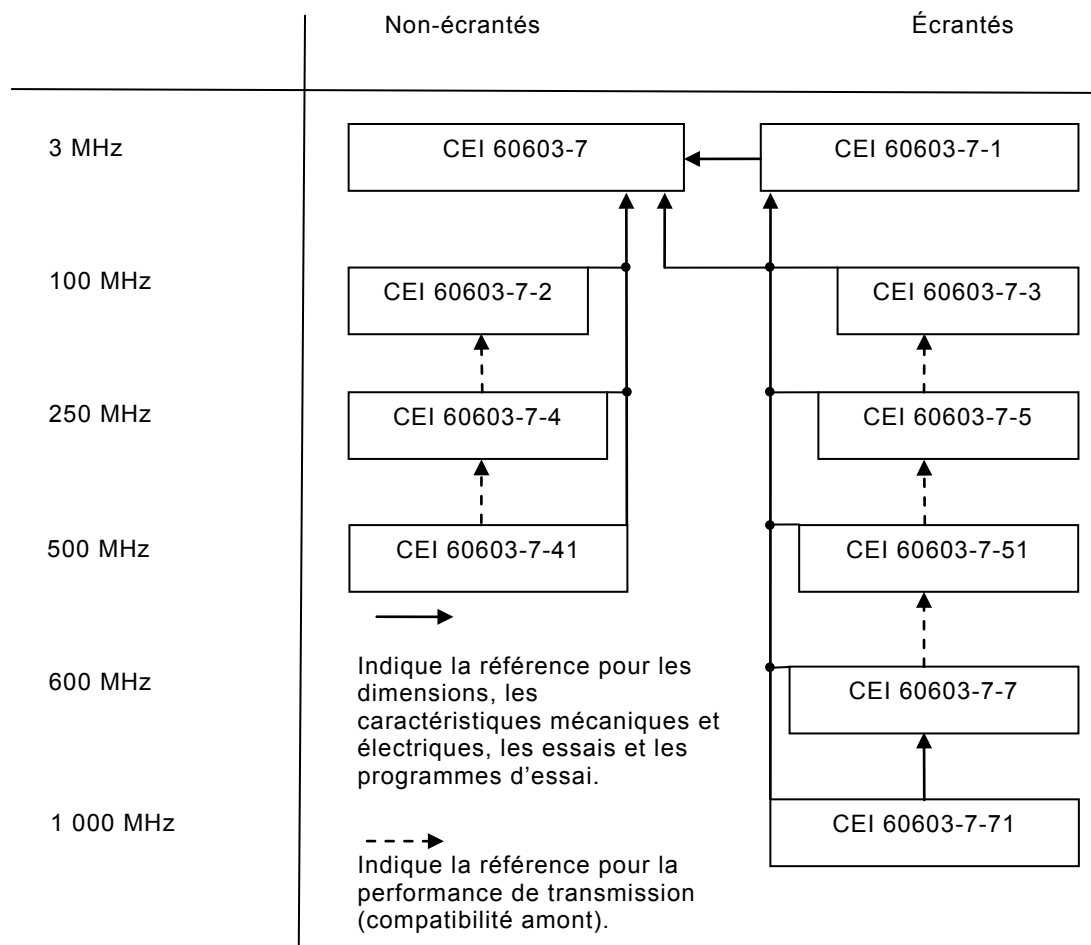 Non-écrantés
Écrantés
3 MHz
CEI 60603-7
CEI 60603-7-1
100 MHz
CEI 60603-7-2
CEI 60603-7-3
250 MHz
CEI 60603-7-4
CEI 60603-7-5
500 MHz
CEI 60603-7-41
CEI 60603-7-51
Indique la référence pour les
dimensions, les
caractéristiques mécaniques et
électriques, les essais et les
programmes d’essai.
600 MHz
CEI 60603-7-7
1 000 MHz
CEI 60603-7-71
Indique la référence pour la
performance de transmission
(compatibilité amont).